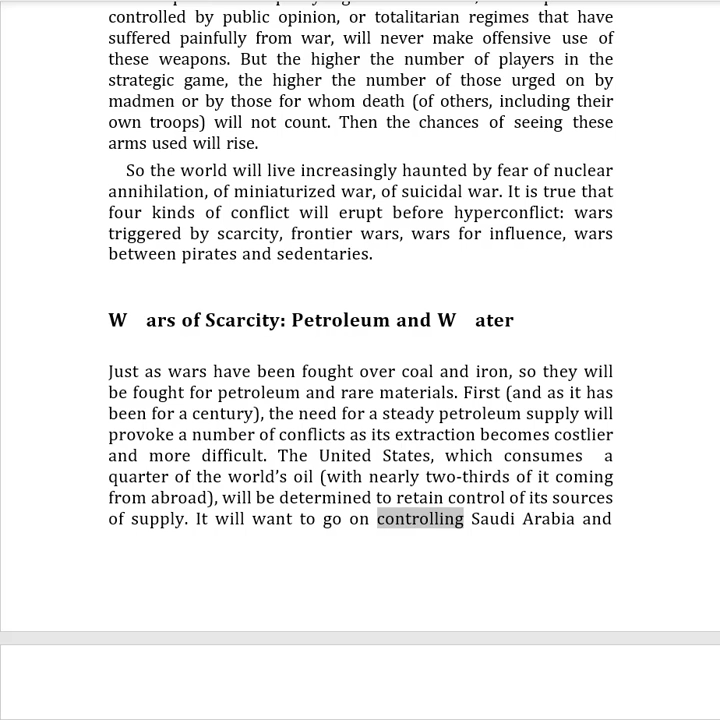 controlled by public opinion, or totalitarian regimes that have
suffered painfully from war, will never make offensive use of
these weapons. But the higher the number of players in the
strategic game, the higher the number of those urged on by
madmen or by those for whom death (of others, including their
own troops) will not count. Then the chances of seeing these
arms used will rise.
So the world will live increasingly haunted by fear of nuclear
annihilation, of miniaturized war, of suicidal war. It is true that
four kinds of conflict will erupt before hyperconflict: wars
triggered by scarcity, frontier wars, wars for influence, wars
between pirates and sedentaries.
W ars of Scarcity: Petroleum and W ater
Just as wars have been fought over coal and iron, so they will
be fought for petroleum and rare materials. First (and as it has
been for a century), the need for a steady petroleum supply will
provoke a number of conflicts as its extraction becomes costlier
and more difficult. The United States, which consumes a
quarter of the world’s oil (with nearly two-thirds of it coming
from abroad), will be determined to retain control of its sources
of supply. It will want to go on controlling Saudi Arabia and